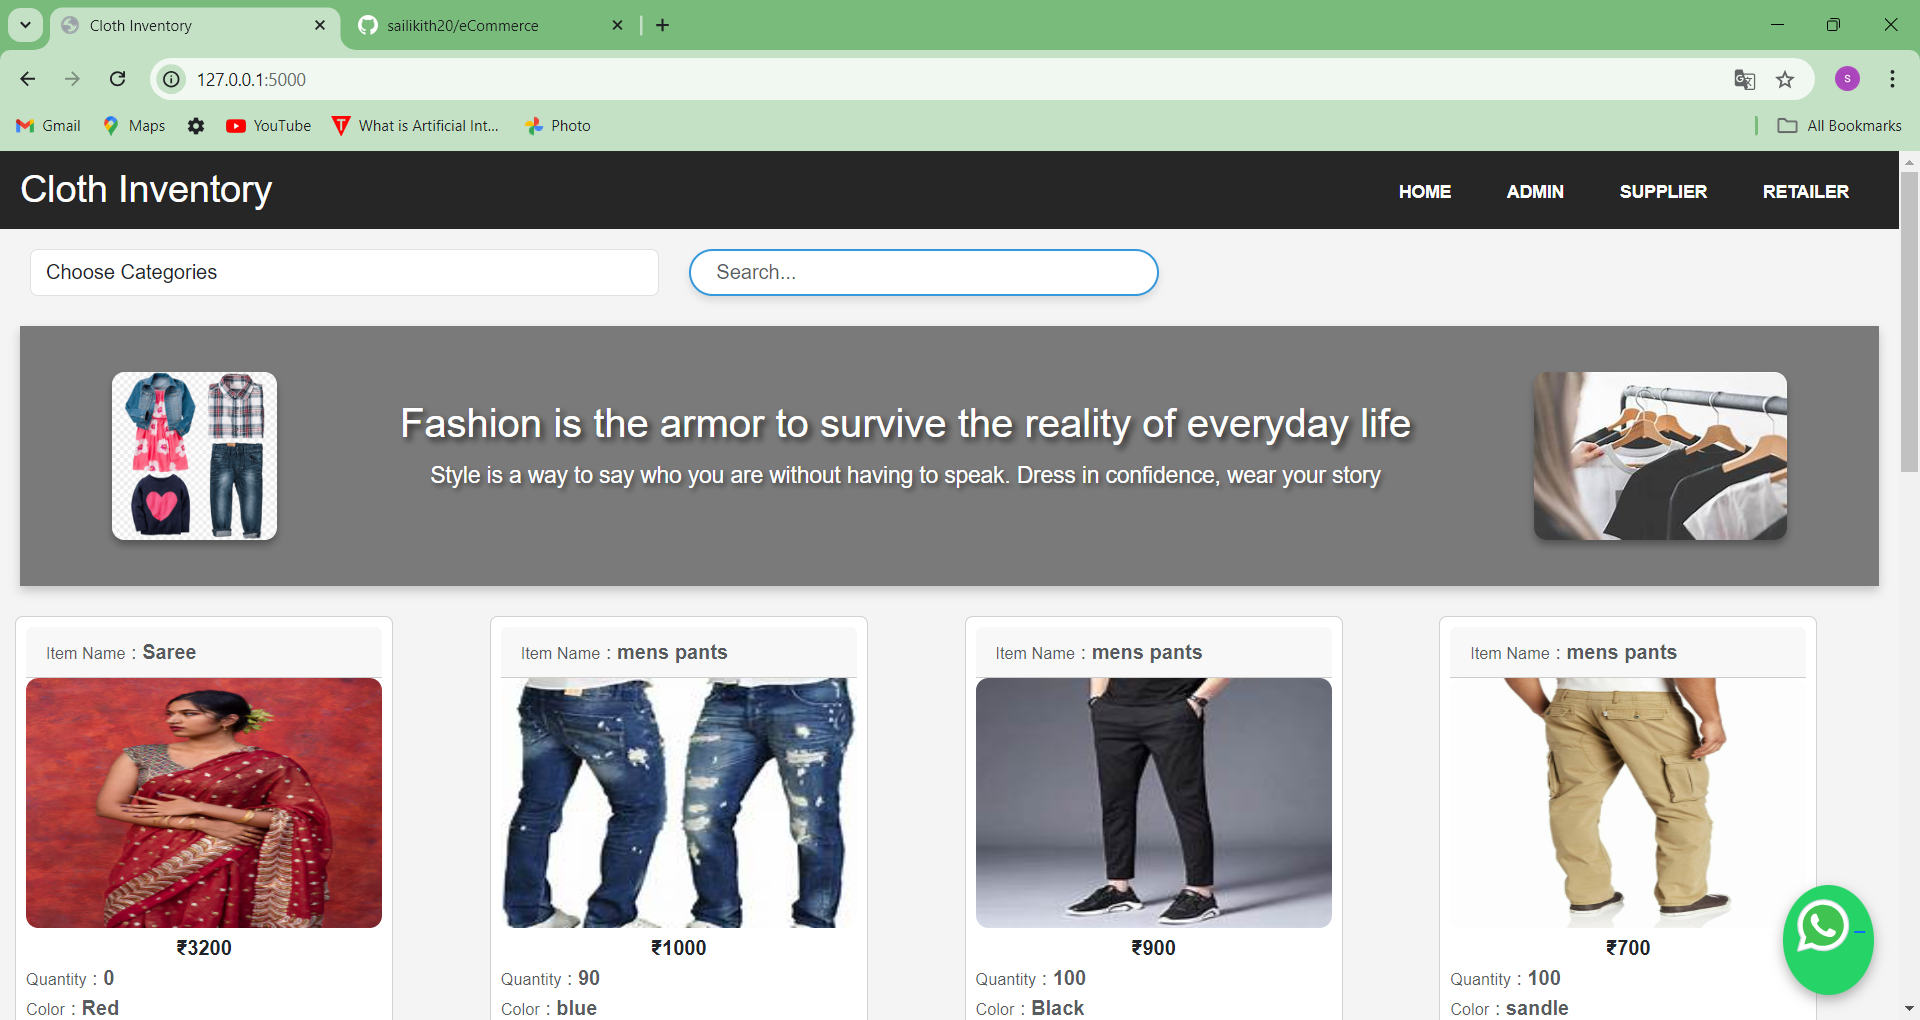 Cloth Inventory
sailikith20/eCommerce
127.0.0.1:5000
S
Gmail
Maps
YouTube
What is Artificial Int...
Photo
All Bookmarks
Cloth Inventory
HOME
ADMIN
SUPPLIER
RETAILER
Choose Categories
Search...
Fashion is the armor to survive the reality of everyday life
Style is a way to say who you are without having to speak. Dress in confidence, wear your story
Item Name : Saree
₹3200
Quantity : 0
Color : Red
Item Name : mens pants
₹1000
Quantity : 90
Color : blue
Item Name : mens pants
₹900
Quantity : 100
Color : Black
Item Name : mens pants
₹700
Quantity : 100
Color : sandle